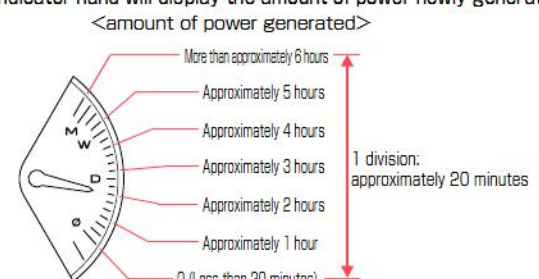 indicator hand will display the amount of power newly
<amount of power generated>
More than approximately 6 hours
Approximately 5 hours
Approximately 4 hours
Approximately 3 hours
Approximately 2 hours
Approximately 1 hour
0 (Less than 20 minutes)
1 division:
approximately 20 minutes
M
W
D
ø